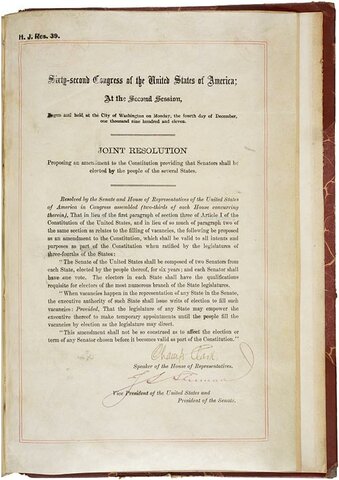 H. J. Res. 39.
Sixty-second Congress of the United States of America;
At the Second Session,
Begun and held at the City of Washington on Monday, the fourth day of December,
one thousand nine hundred and eleven.
JOINT RESOLUTION
Proposing an amendment to the Constitution providing that Senators shall be
elected by the people of the several States.
Resolved by the Senate and House of Representatives of the United States
of America in Congress assembled (two-thirds of each House concurring
therein), That in lieu of the first paragraph of section three of Article I of the
Constitution of the United States, and in lieu of so much of paragraph two of
the same section as relates to the filling of vacancies, the following be proposed
as an amendment to the Constitution, which shall be valid to all intents and
purposes as part of the Constitution when ratified by the legislatures of
three-fourths of the States:
"The Senate of the United States shall be composed of two Senators
from each State, elected by the people thereof, for six years; and each Senator
shall have one vote. The electors in each State shall have the qualifications
requisite for electors of the most numerous branch of the State legislatures.
"When vacancies happen in the representation of any State in the Senate,
the executive authority of such State shall issue writs of election to fill such
vacancies: Provided, That the legislature of any State may empower the
executive thereof to make temporary appointments until the people fill the
vacancies by election as the legislature may direct.
"This amendment shall not be so construed as to affect the election or
term of any Senator chosen before it becomes valid as part of the Constitution."
Champ Clark
Speaker of the House of Representatives.
J. S. Sherman
Vice President of the United States and
President of the Senate.